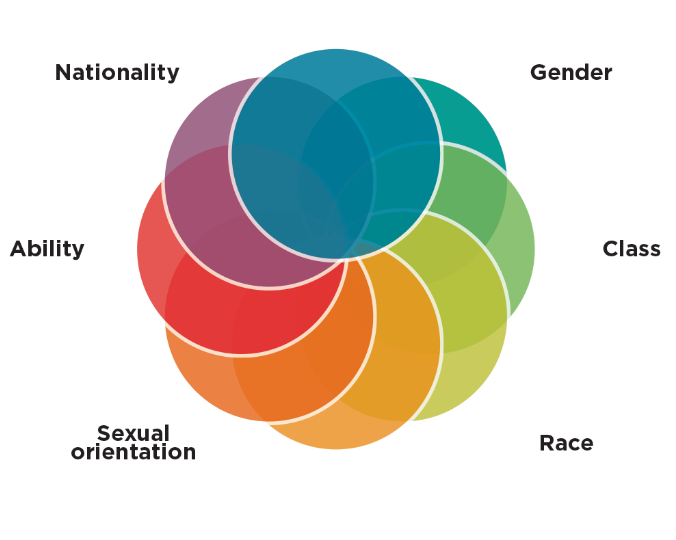 Nationality
Gender
Ability
Class
Sexual
orientation
Race